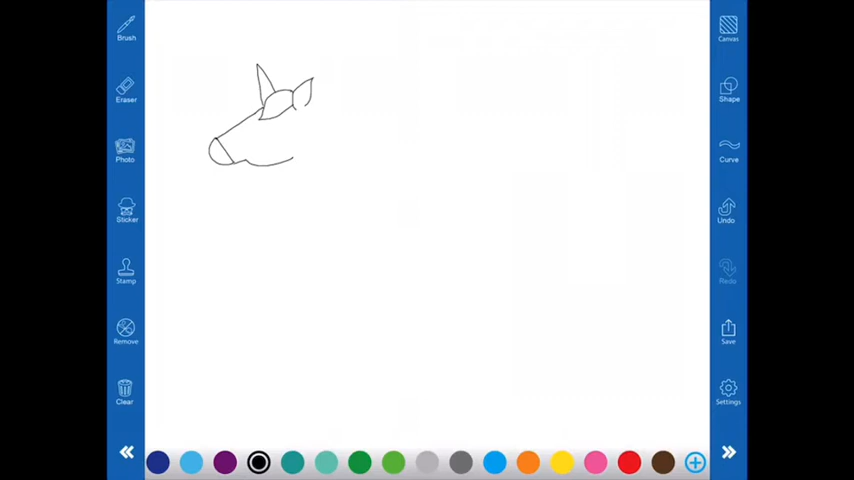 Brush
Eraser
Photo
Sticker
Stamp
Remove
Clear
Canvas
Shape
Curve
Undo
Redo
Save
Settings